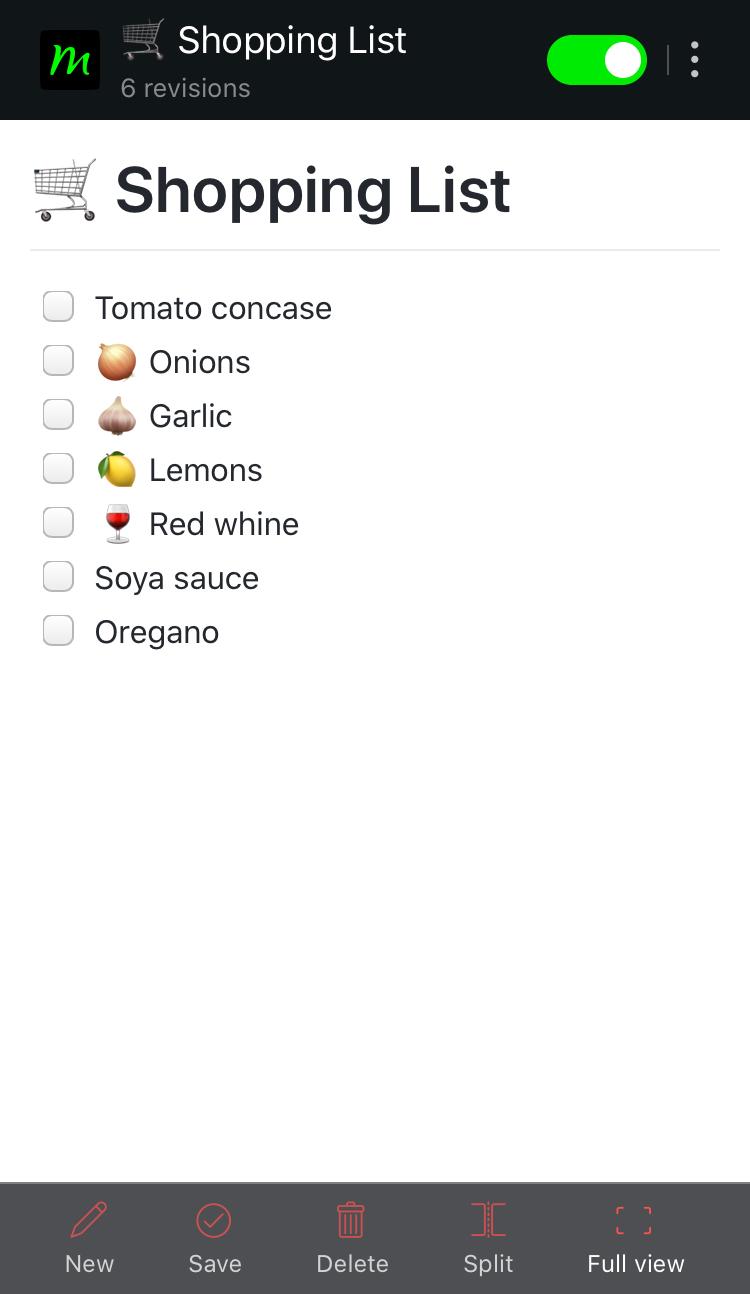 m
🛒 Shopping List
6 revisions
🛒 Shopping List
Tomato concase
🧅 Onions
🧄 Garlic
🍋 Lemons
🍷 Red whine
Soya sauce
Oregano
New Save Delete Split Full view